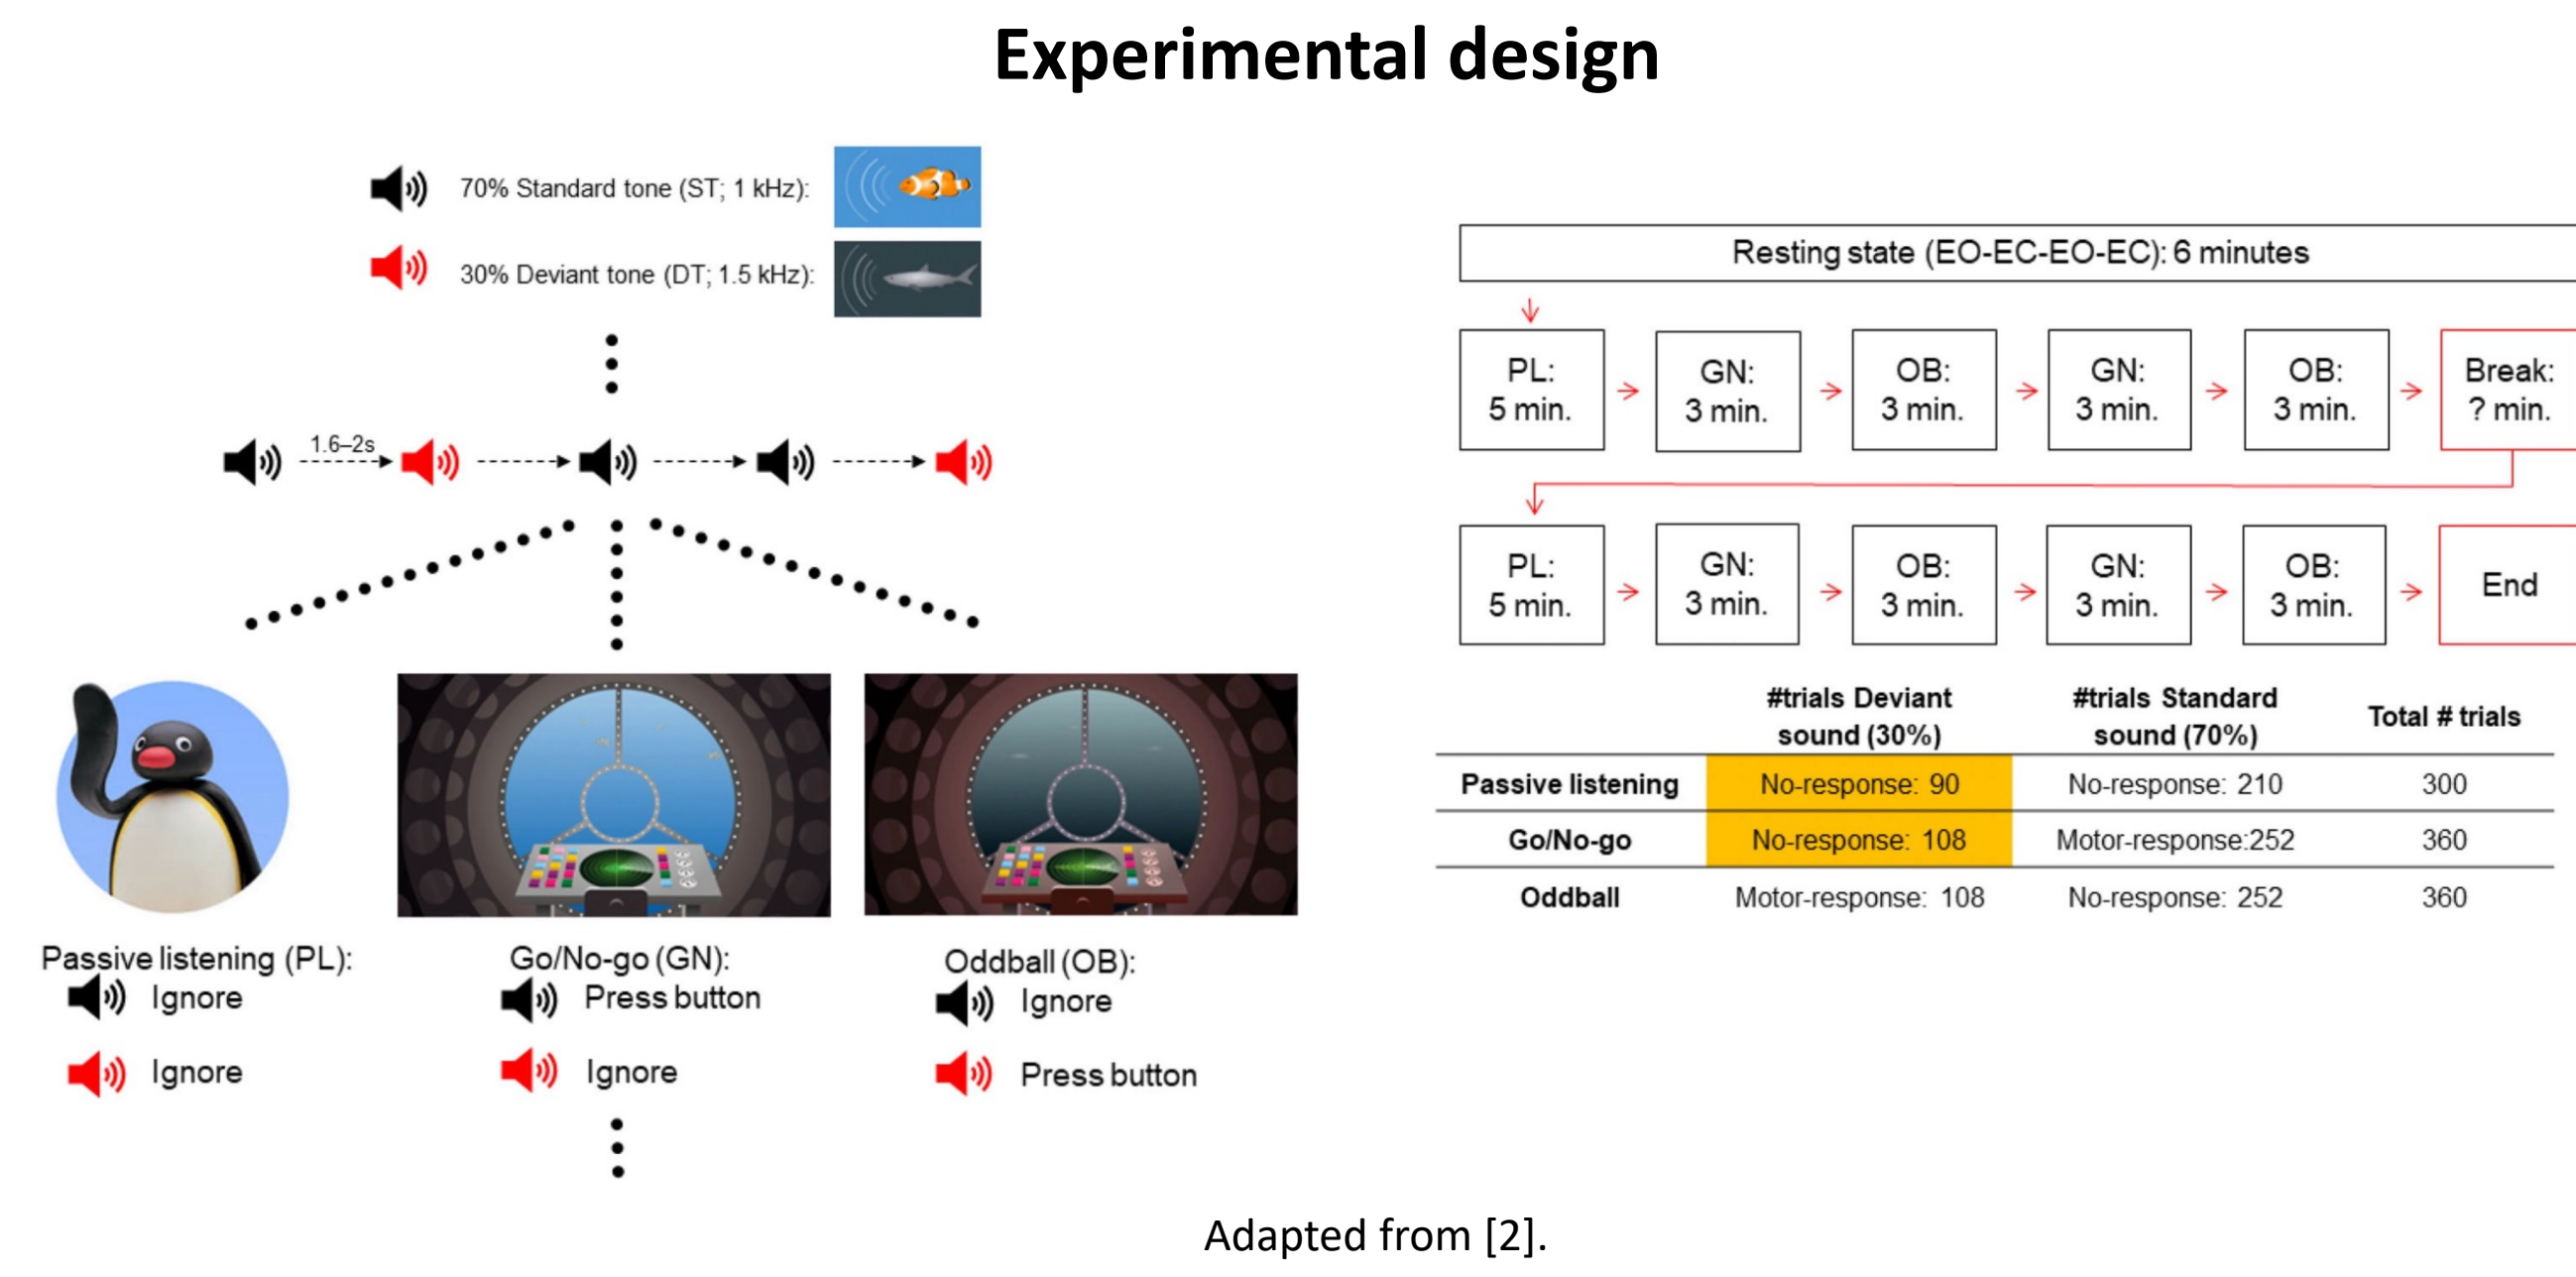 Experimental design
70% Standard tone (ST; 1 kHz):
30% Deviant tone (DT; 1.5 kHz):
1.6–2s
Passive listening (PL):
Ignore
Ignore
Go/No-go (GN):
Press button
Ignore
Oddball (OB):
Ignore
Press button
Resting state (EO-EC-EO-EC): 6 minutes
PL:
5 min.
GN:
3 min.
OB:
3 min.
GN:
3 min.
OB:
3 min.
Break:
? min.
PL:
5 min.
GN:
3 min.
OB:
3 min.
GN:
3 min.
OB:
3 min.
End
#trials Deviant
sound (30%)
#trials Standard
sound (70%)
Total # trials
Passive listening No-response: 90 No-response: 210 300
Go/No-go No-response: 108 Motor-response:252 360
Oddball Motor-response: 108 No-response: 252 360
Adapted from [2].